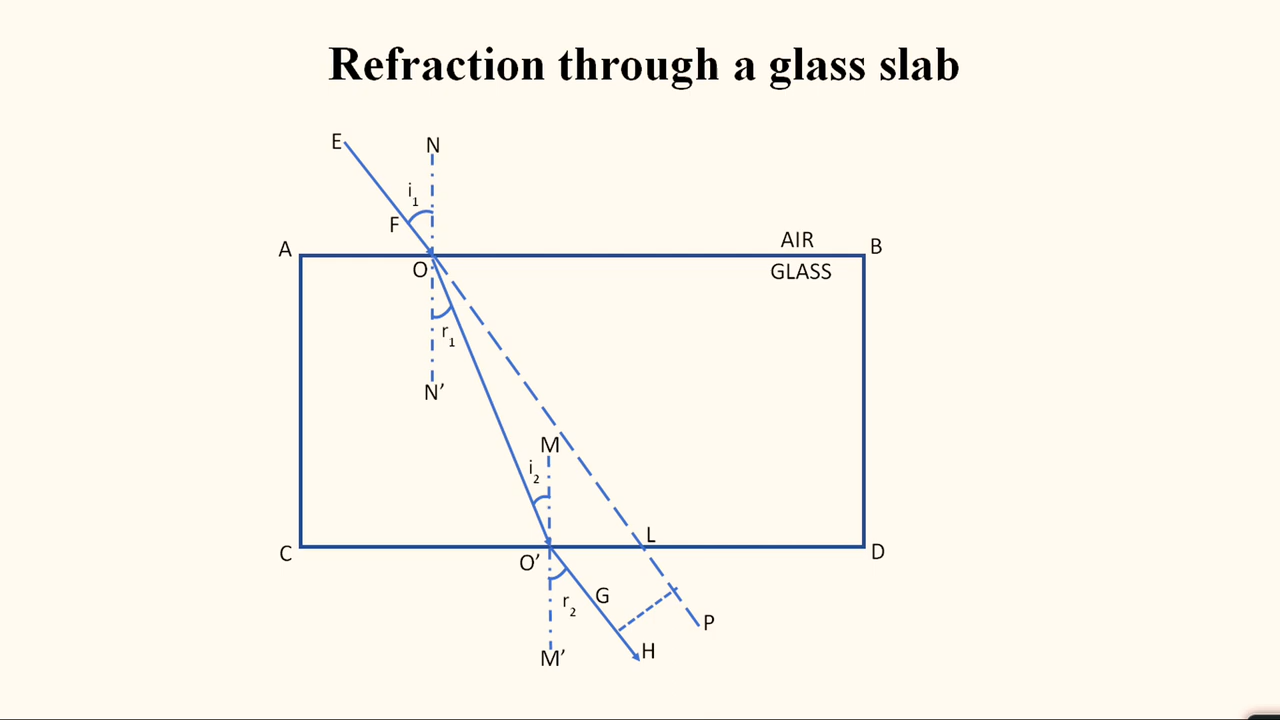 Refraction through a glass slab
E
N
i1
F
A
AIR
B
O
GLASS
r1
N’
M
i2
L
C
D
O’
G
r2
P
H
M’